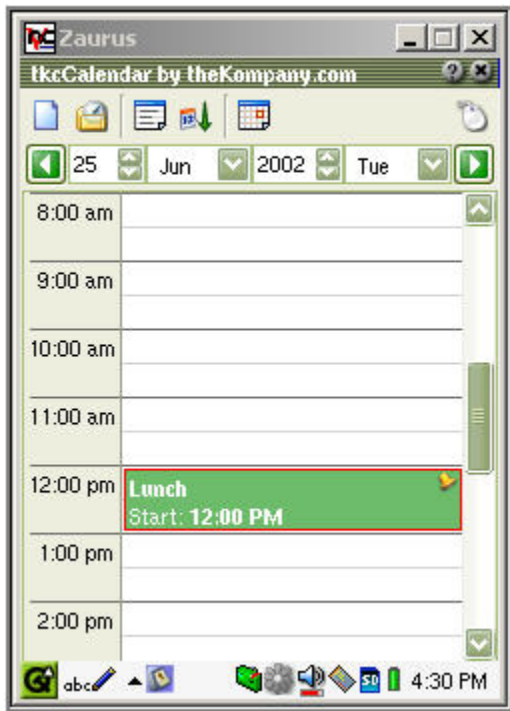 Zaurus
tkcCalendar by theKompany.com
25 Jun 2002 Tue
8:00 am
9:00 am
10:00 am
11:00 am
12:00 pm
Lunch
Start: 12:00 PM
1:00 pm
2:00 pm
abc SD 4:30 PM